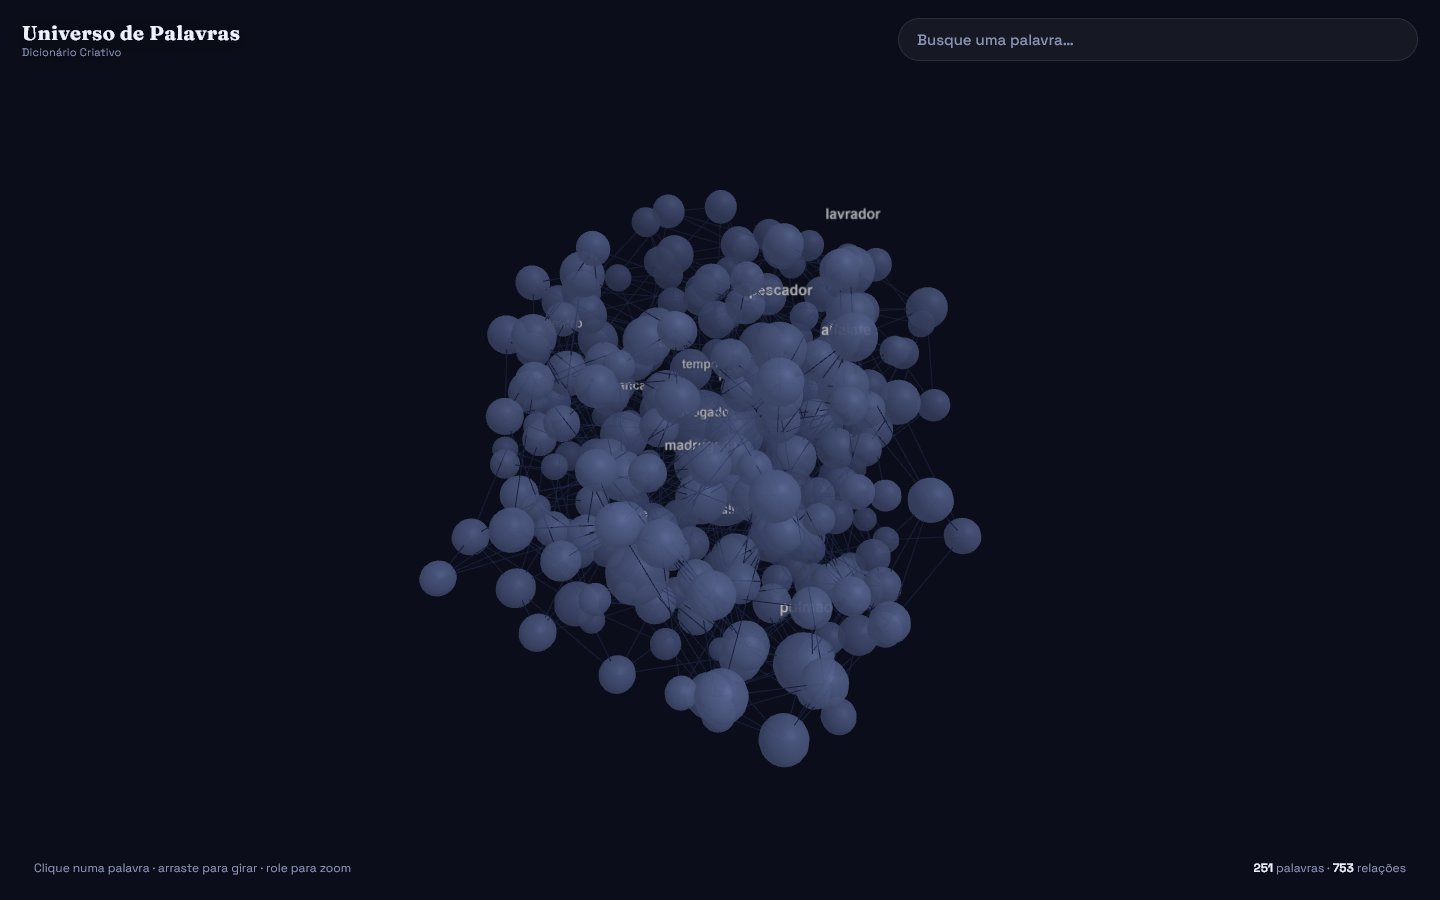 Universo de Palavras
Dicionário Criativo
Busque uma palavra...
lavrador
pescador
tempo
Clique numa palavra · arraste para girar · role para zoom
251 palavras · 753 relações